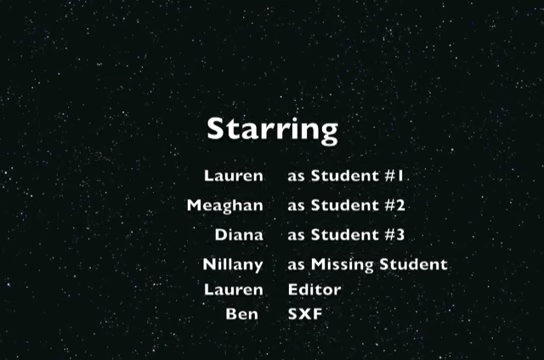 Starring
Lauren as Student #1
Meaghan as Student #2
Diana as Student #3
Nillany as Missing Student
Lauren Editor
Ben SXF